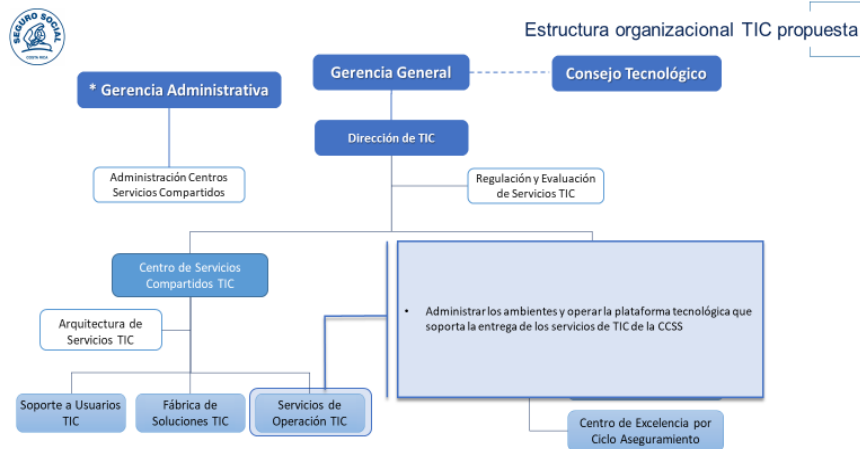 SEGURO SOCIAL
COSTA RICA
Estructura organizacional TIC propuesta
Gerencia General
Consejo Tecnológico
* Gerencia Administrativa
Dirección de TIC
Administración Centros
Servicios Compartidos
Regulación y Evaluación
de Servicios TIC
Centro de Servicios
Compartidos TIC
• Administrar los ambientes y operar la plataforma tecnológica que
soporta la entrega de los servicios de TIC de la CCSS
Arquitectura de
Servicios TIC
Soporte a Usuarios
TIC
Fábrica de
Soluciones TIC
Servicios de
Operación TIC
Centro de Excelencia por
Ciclo Aseguramiento